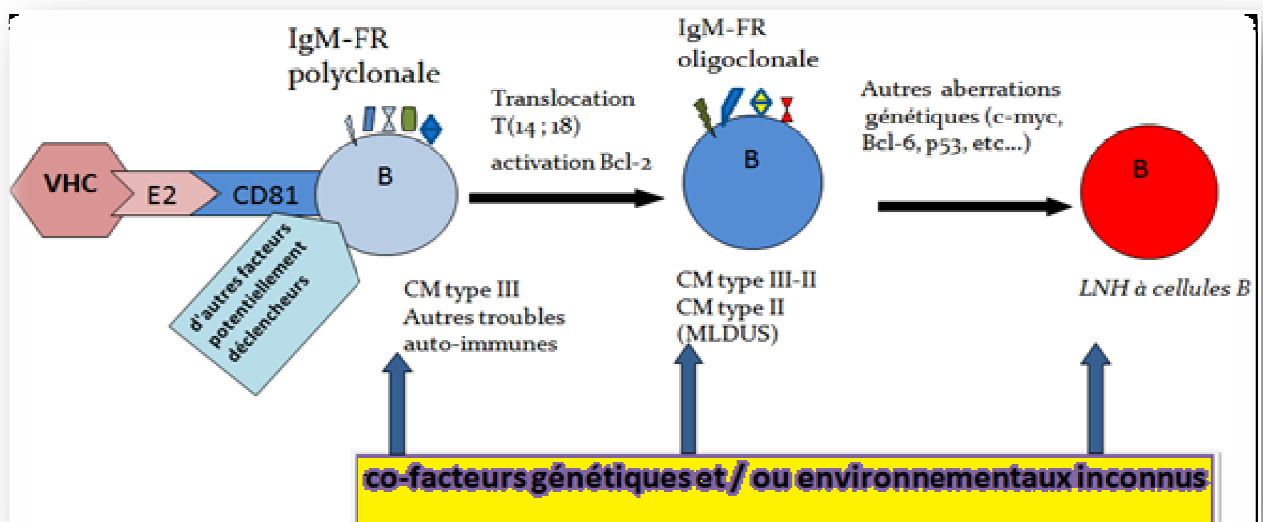 IgM-FR
polyclonale
IgM-FR
oligoclonale
Translocation
T(14 ; 18)
activation Bcl-2
Autres aberrations
génétiques (c-myc,
Bcl-6, p53, etc...)
VHC
E2
CD81
B
B
B
d'autres facteurs
potentiellement
déclencheurs
CM type III
Autres troubles
auto-immunes
CM type III-II
CM type II
(MLDUS)
LNH à cellules B
co-facteurs génétiques et / ou environnementaux inconnus